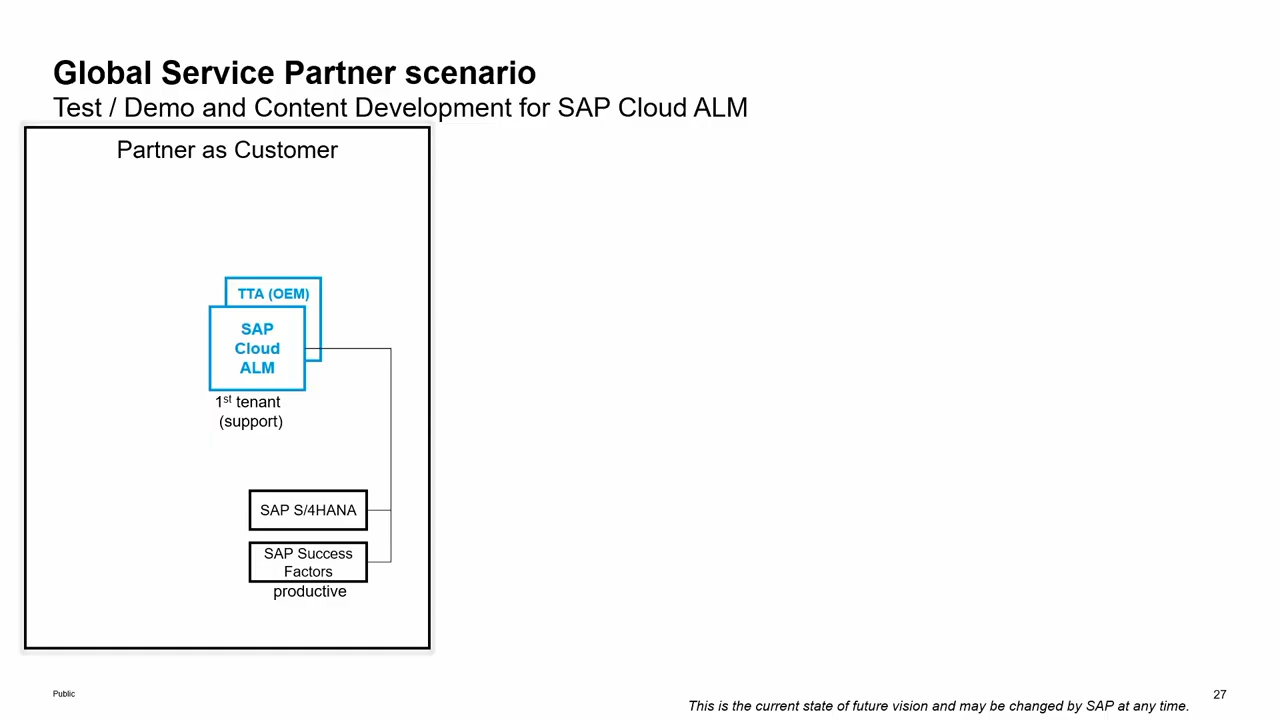 Global Service Partner scenario
Test / Demo and Content Development for SAP Cloud ALM
Partner as Customer
TTA (OEM)
SAP
Cloud
ALM
1st tenant
(support)
SAP S/4HANA
SAP Success
Factors
productive
Public
This is the current state of future vision and may be changed by SAP at any time.
27